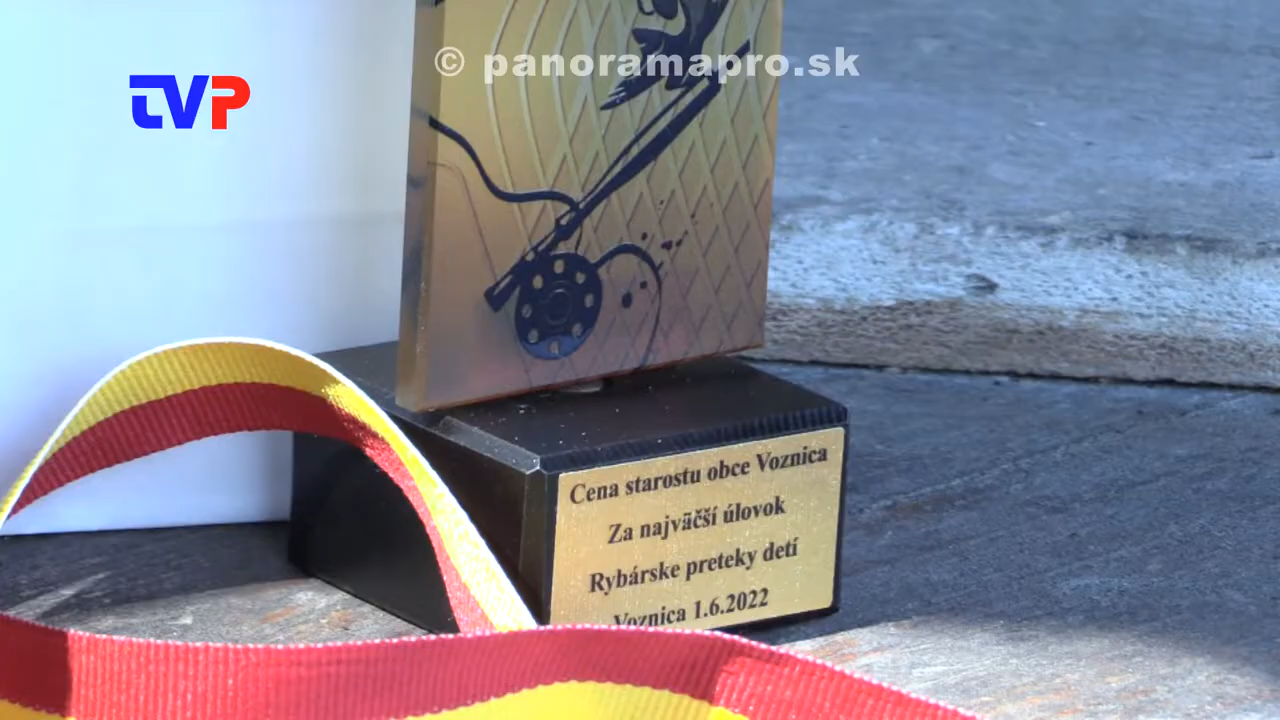 © panoramapro.sk
TVP
Cena starostu obce Voznica
Za najväčší úlovok
Rybárske preteky detí
Voznica 1.6.2022